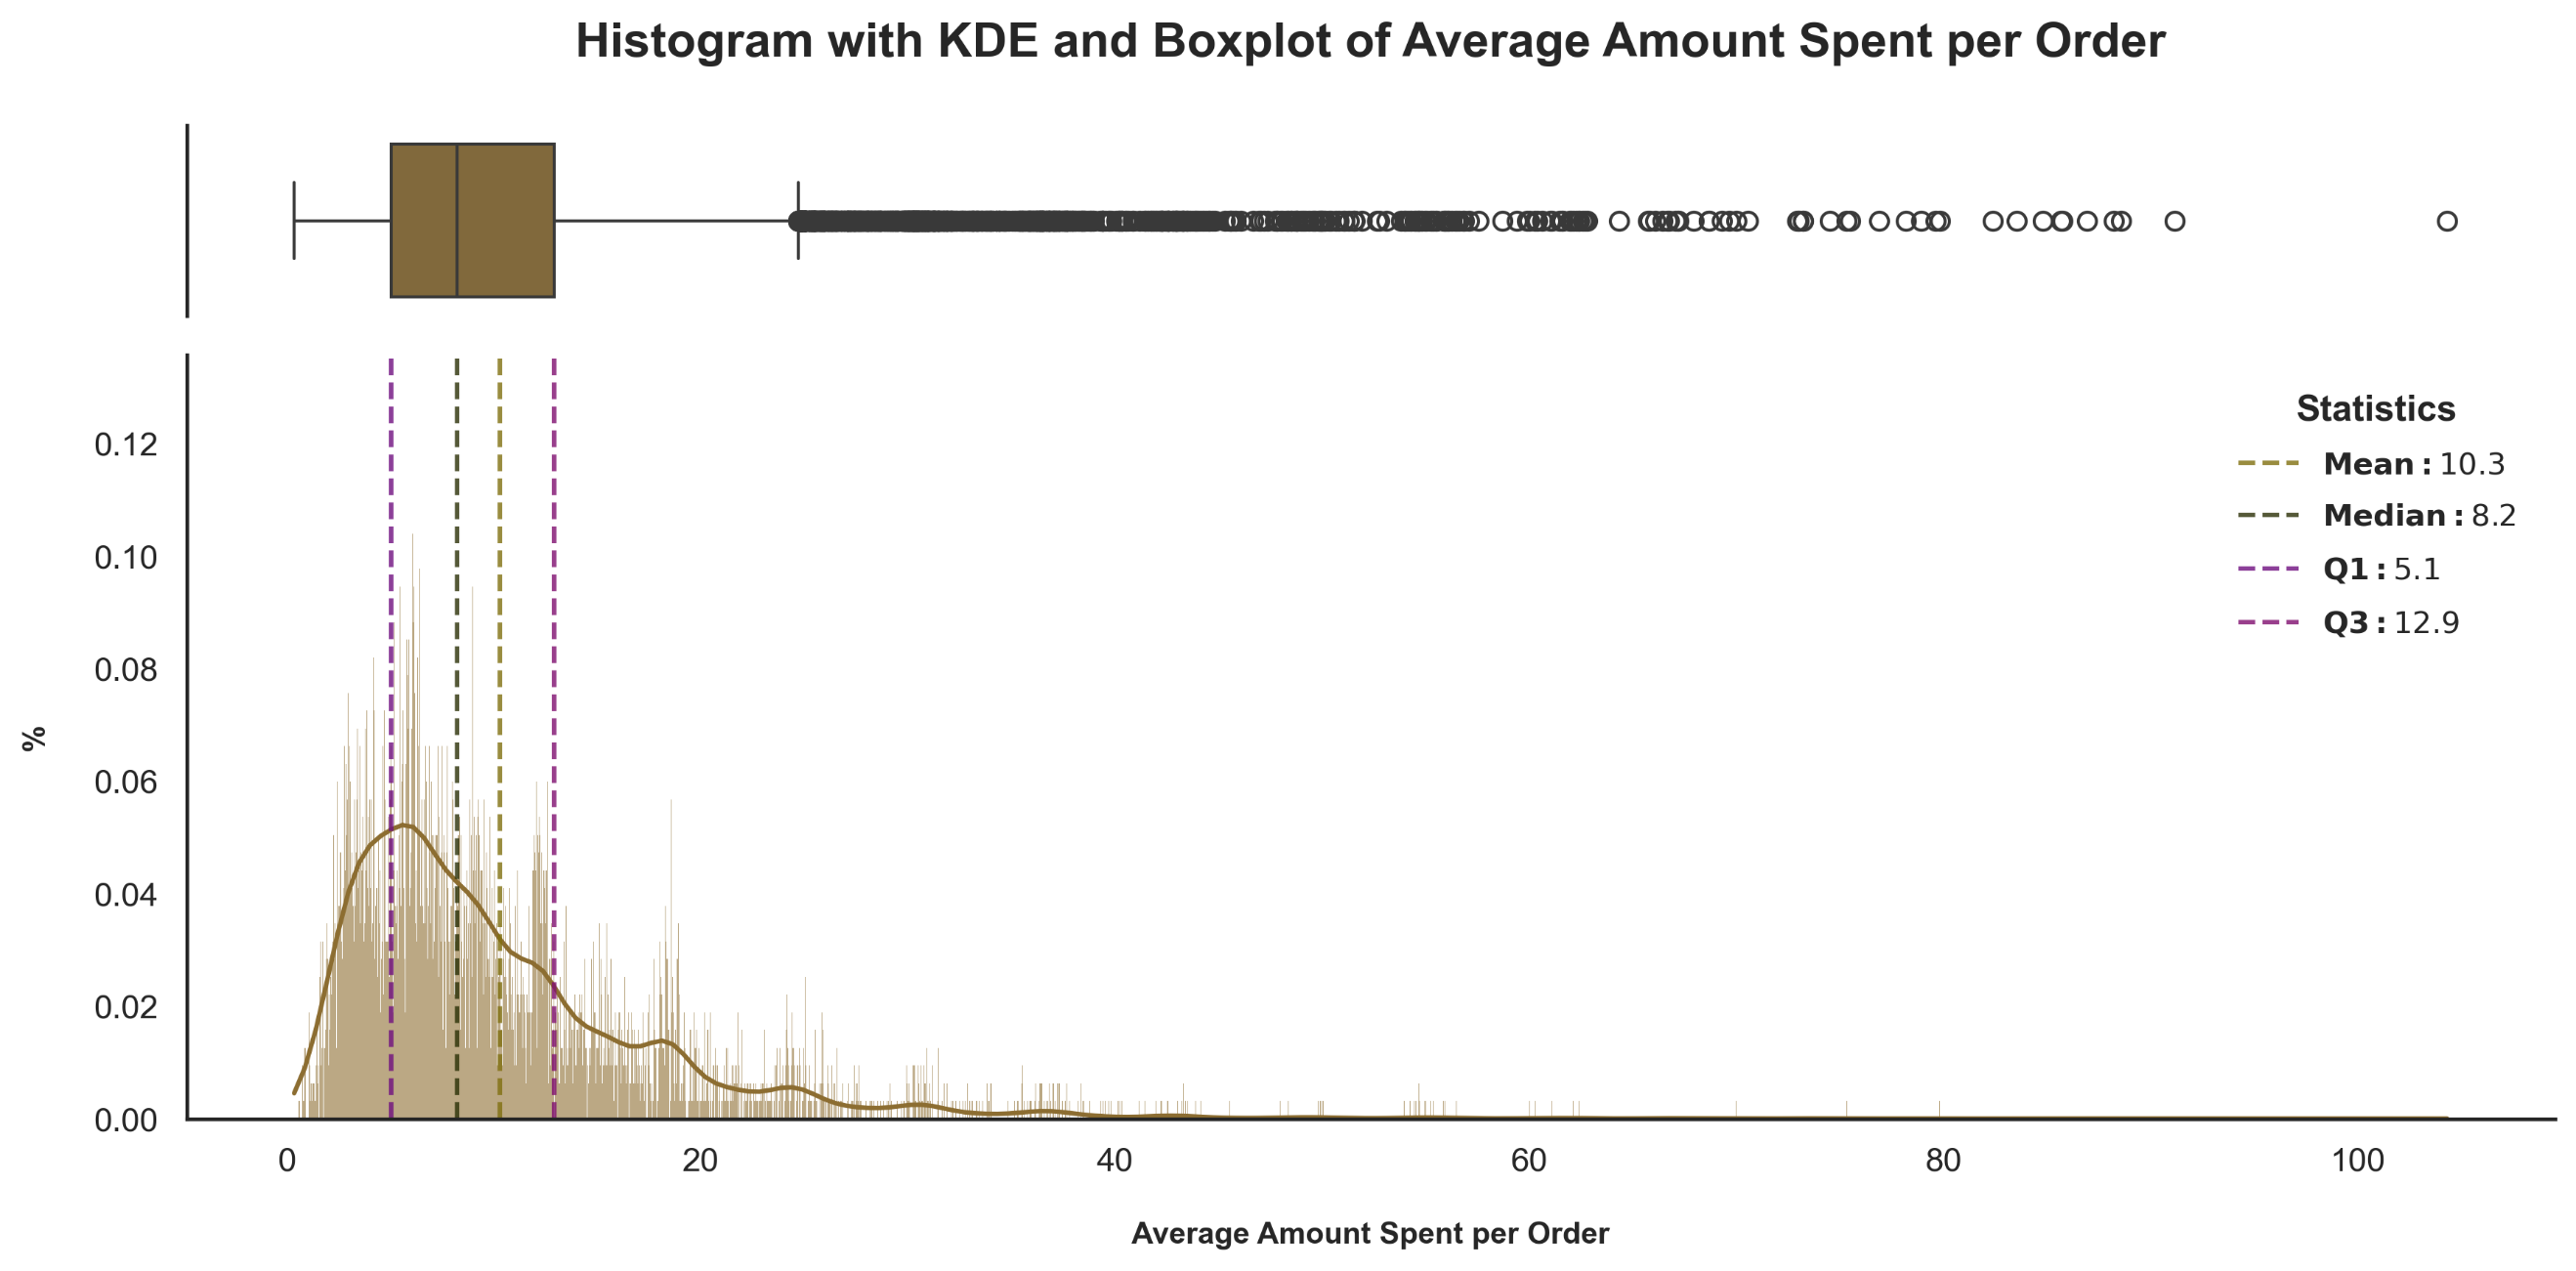 Histogram with KDE and Boxplot of Average Amount Spent per Order
Statistics
Mean: 10.3
Median: 8.2
Q1: 5.1
Q3: 12.9
%
0.12
0.10
0.08
0.06
0.04
0.02
0.00
0 20 40 60 80 100
Average Amount Spent per Order